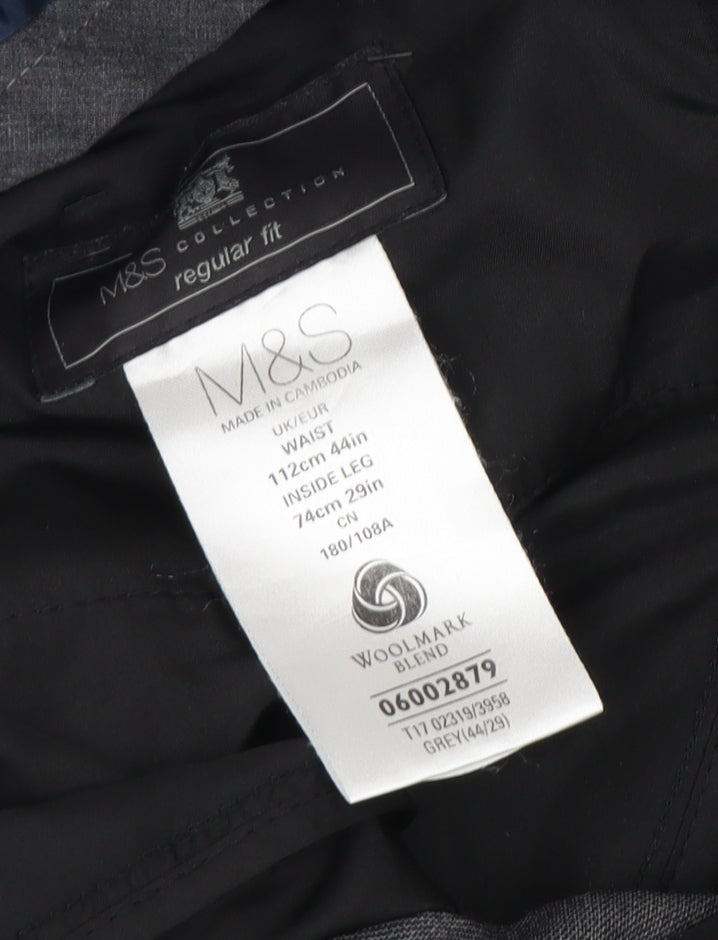 M&S COLLECTION
regular fit
M&S
MADE IN CAMBODIA
UK/EUR
WAIST
112cm 44in
INSIDE LEG
74cm 29in
CN
180/108A
WOOLMARK
BLEND
06002879
T17 02319/3958
GREY(44/29)